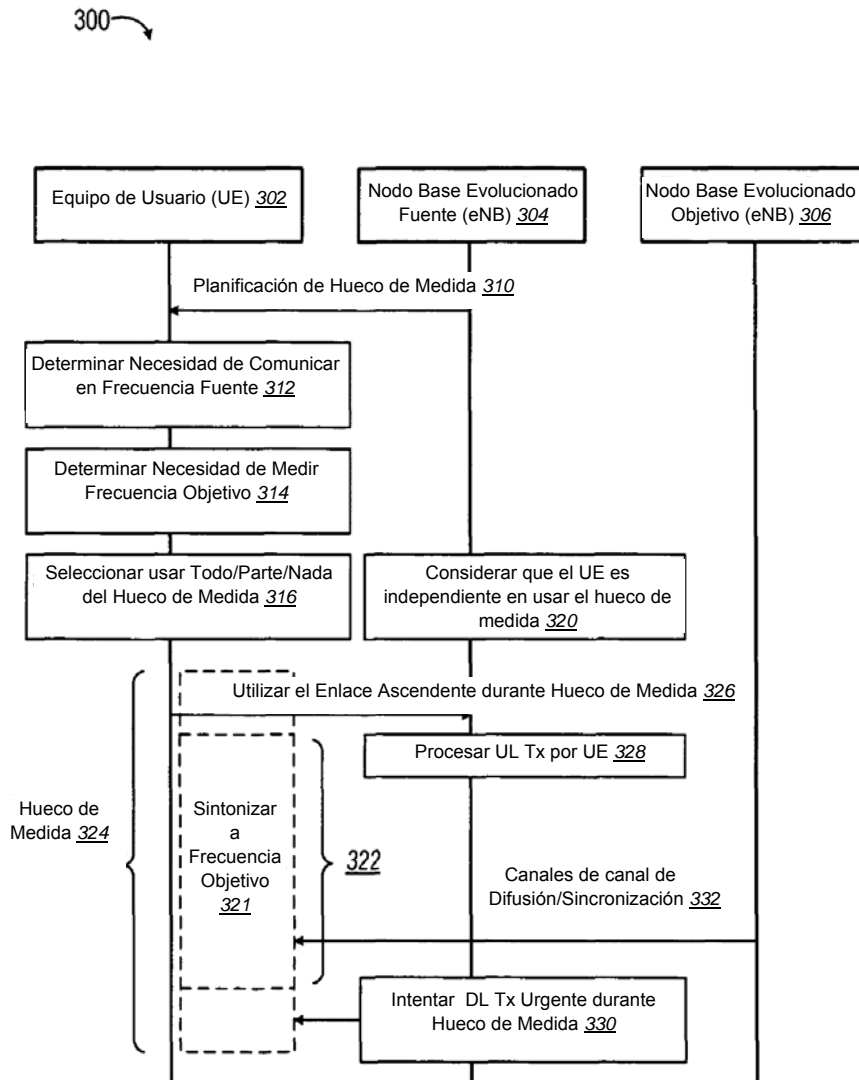 300
Equipo de Usuario (UE) 302
Nodo Base Evolucionado
Fuente (eNB) 304
Nodo Base Evolucionado
Objetivo (eNB) 306
Planificación de Hueco de Medida 310
Determinar Necesidad de Comunicar
en Frecuencia Fuente 312
Determinar Necesidad de Medir
Frecuencia Objetivo 314
Seleccionar usar Todo/Parte/Nada
del Hueco de Medida 316
Considerar que el UE es
independiente en usar el hueco de
medida 320
Utilizar el Enlace Ascendente durante Hueco de Medida 326
Procesar UL Tx por UE 328
Hueco de
Medida 324
Sintonizar
a
Frecuencia
Objetivo
321
322
Canales de canal de
Difusión/Sincronización 332
Intentar DL Tx Urgente durante
Hueco de Medida 330